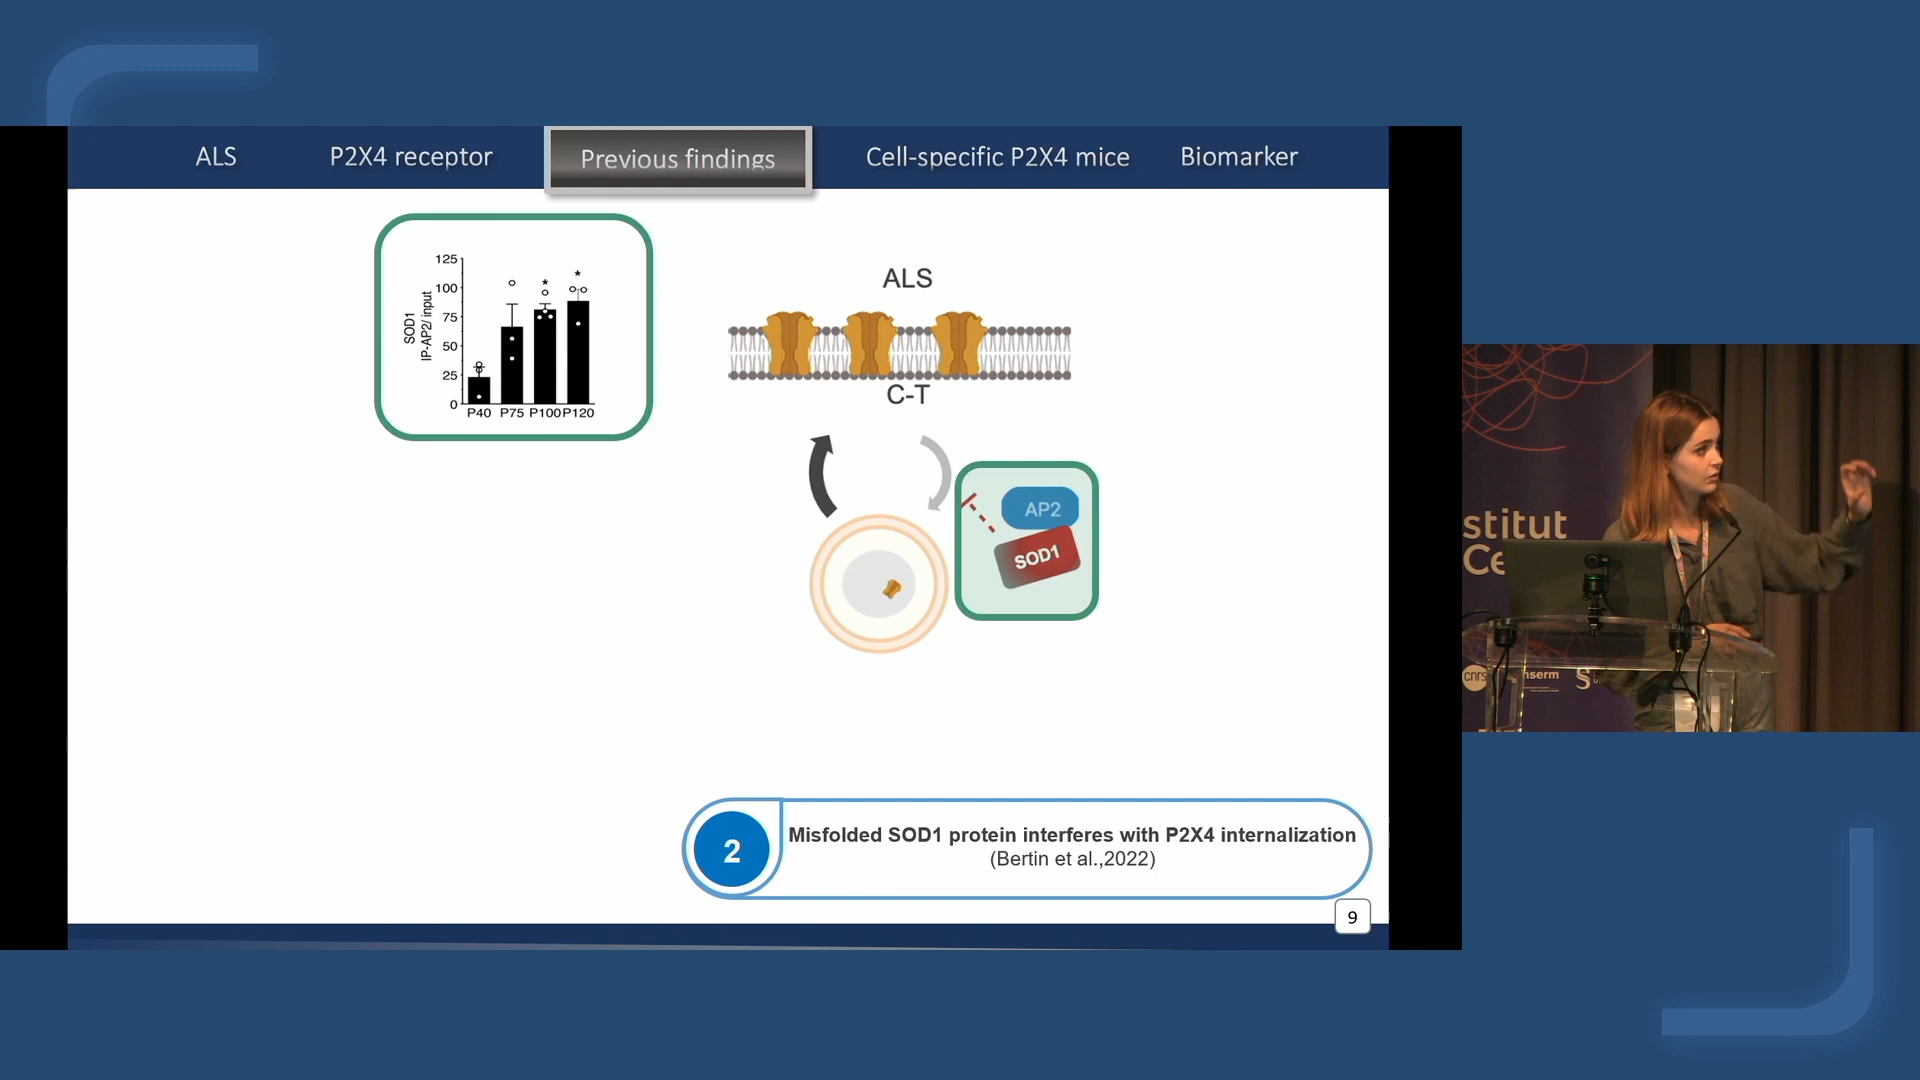 ALS
P2X4 receptor
Previous findings
Cell-specific P2X4 mice
Biomarker
125
100
75
50
25
0
SOD1
IP-AP2/ input
P40 P75 P100 P120
ALS
C-T
AP2
SOD1
2
Misfolded SOD1 protein interferes with P2X4 internalization
(Bertin et al.,2022)
9
stitut
Ce
cnrs
nserm